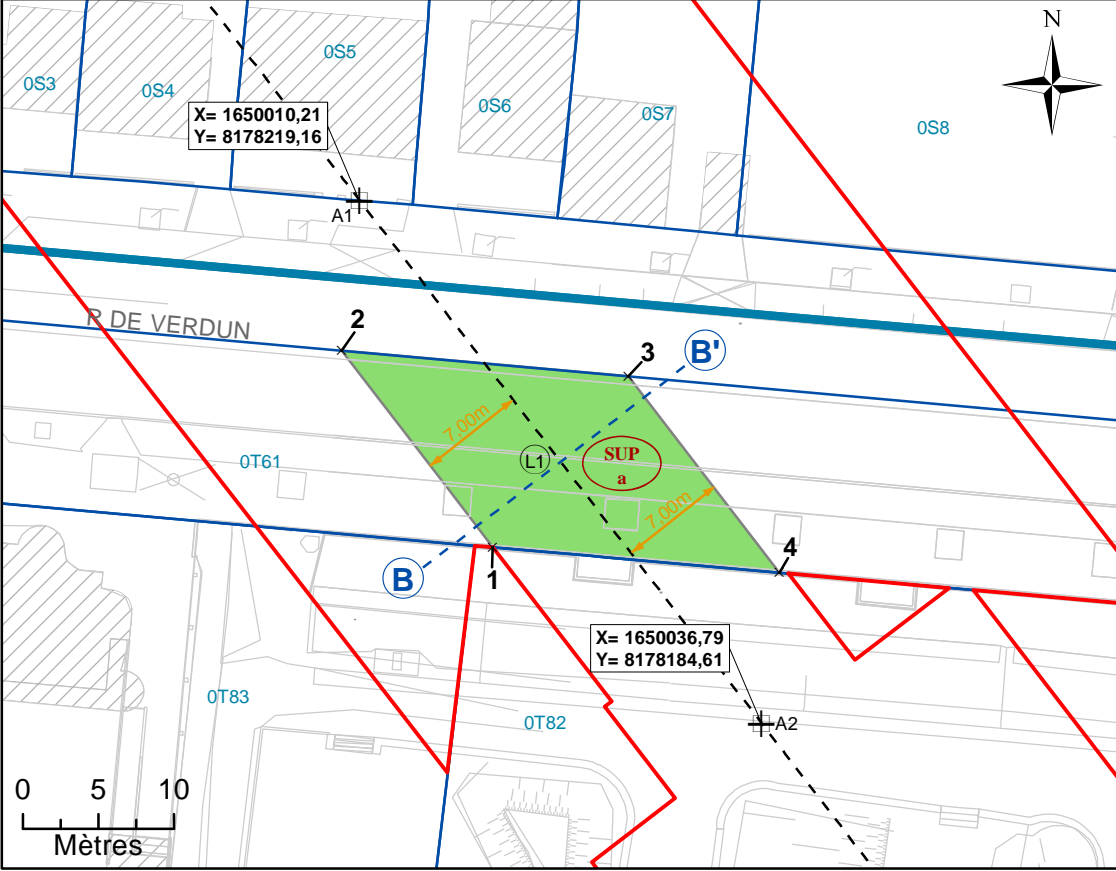 N
0S3
0S4
0S5
0S6
0S7
0S8
X= 1650010,21
Y= 8178219,16
A1
R DE VERDUN
2
3
B'
7,00m
L1
SUP
a
0T61
7,00m
B
1
4
X= 1650036,79
Y= 8178184,61
0T83
0T82
A2
0 5 10
Mètres